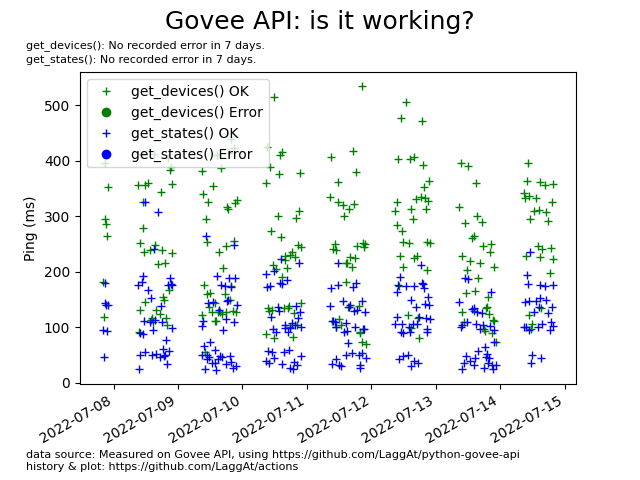 Govee API: is it working?
get_devices(): No recorded error in 7 days.
get_states(): No recorded error in 7 days.
get_devices() OK
get_devices() Error
get_states() OK
get_states() Error
Ping (ms)
500
400
300
200
100
0
2022-07-08
2022-07-09
2022-07-10
2022-07-11
2022-07-12
2022-07-13
2022-07-14
2022-07-15
data source: Measured on Govee API, using https://github.com/LaggAt/python-govee-api
history & plot: https://github.com/LaggAt/actions